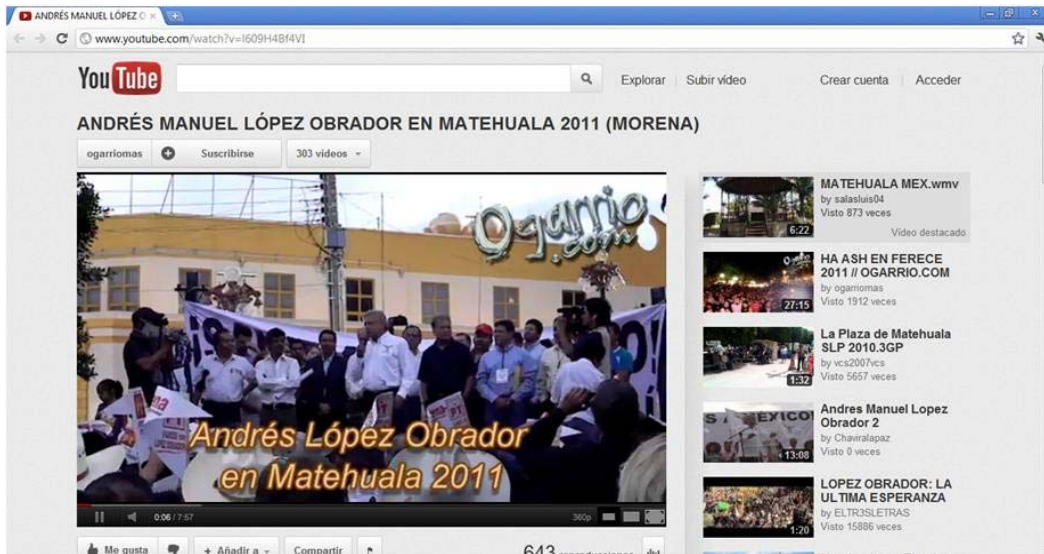 ANDRÉS MANUEL LÓPEZ O
www.youtube.com/watch?v=I609H4Bf4VI
YouTube
Explorar Subir vídeo Crear cuenta Acceder
ANDRÉS MANUEL LÓPEZ OBRADOR EN MATEHUALA 2011 (MORENA)
ogarriomas Suscribirse 303 vídeos
Ogarrio
.com
Andrés López Obrador
en Matehuala 2011
0:06 / 7:57 360p
Me gusta Añadir a Compartir 643 reproducciones
MATEHUALA MEX.wmv
by salasluis04
Visto 873 veces
6:22 Vídeo destacado
HA ASH EN FERECE
2011 // OGARRIO.COM
by ogarriomas
Visto 1912 veces
27:15
La Plaza de Matehuala
SLP 2010.3GP
by vcs2007vcs
Visto 5657 veces
1:32
Andres Manuel Lopez
Obrador 2
by Chaviralapaz
Visto 0 veces
13:08
LOPEZ OBRADOR: LA
ULTIMA ESPERANZA
by ELTR3SLETRAS
Visto 15886 veces
1:20